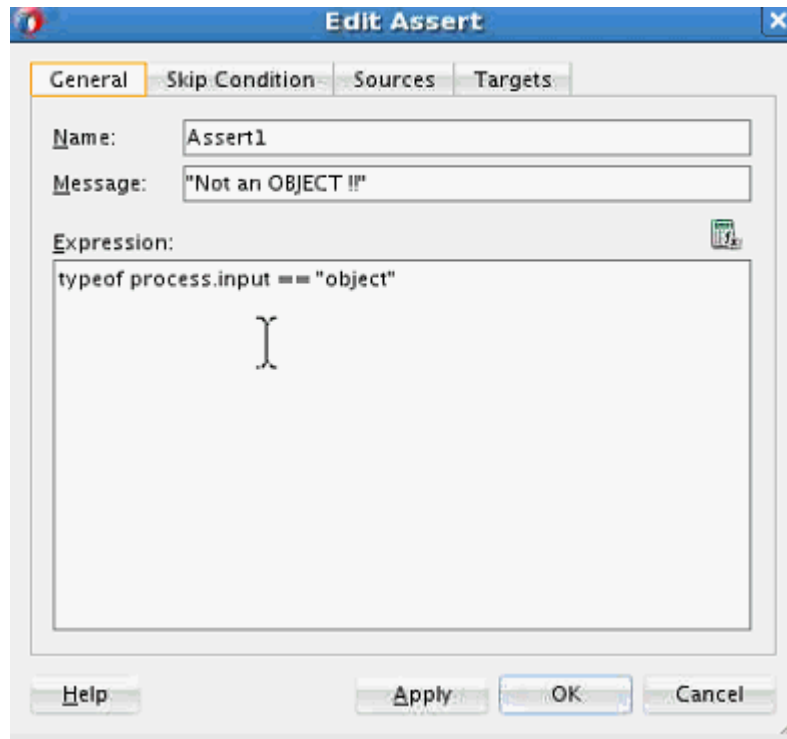 Edit Assert
General Skip Condition Sources Targets
Name: Assert1
Message: "Not an OBJECT !!"
Expression:
typeof process.input == "object"
Help Apply OK Cancel